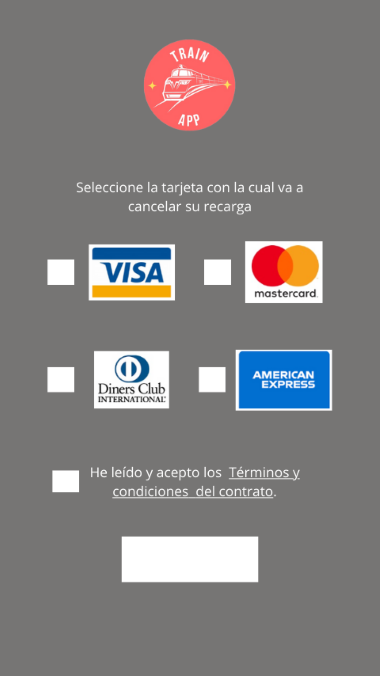 TRAIN
APP
Seleccione la tarjeta con la cual va a
cancelar su recarga
VISA
mastercard.
Diners Club
INTERNATIONAL®
AMERICAN
EXPRESS
He leído y acepto los Términos y
condiciones del contrato.